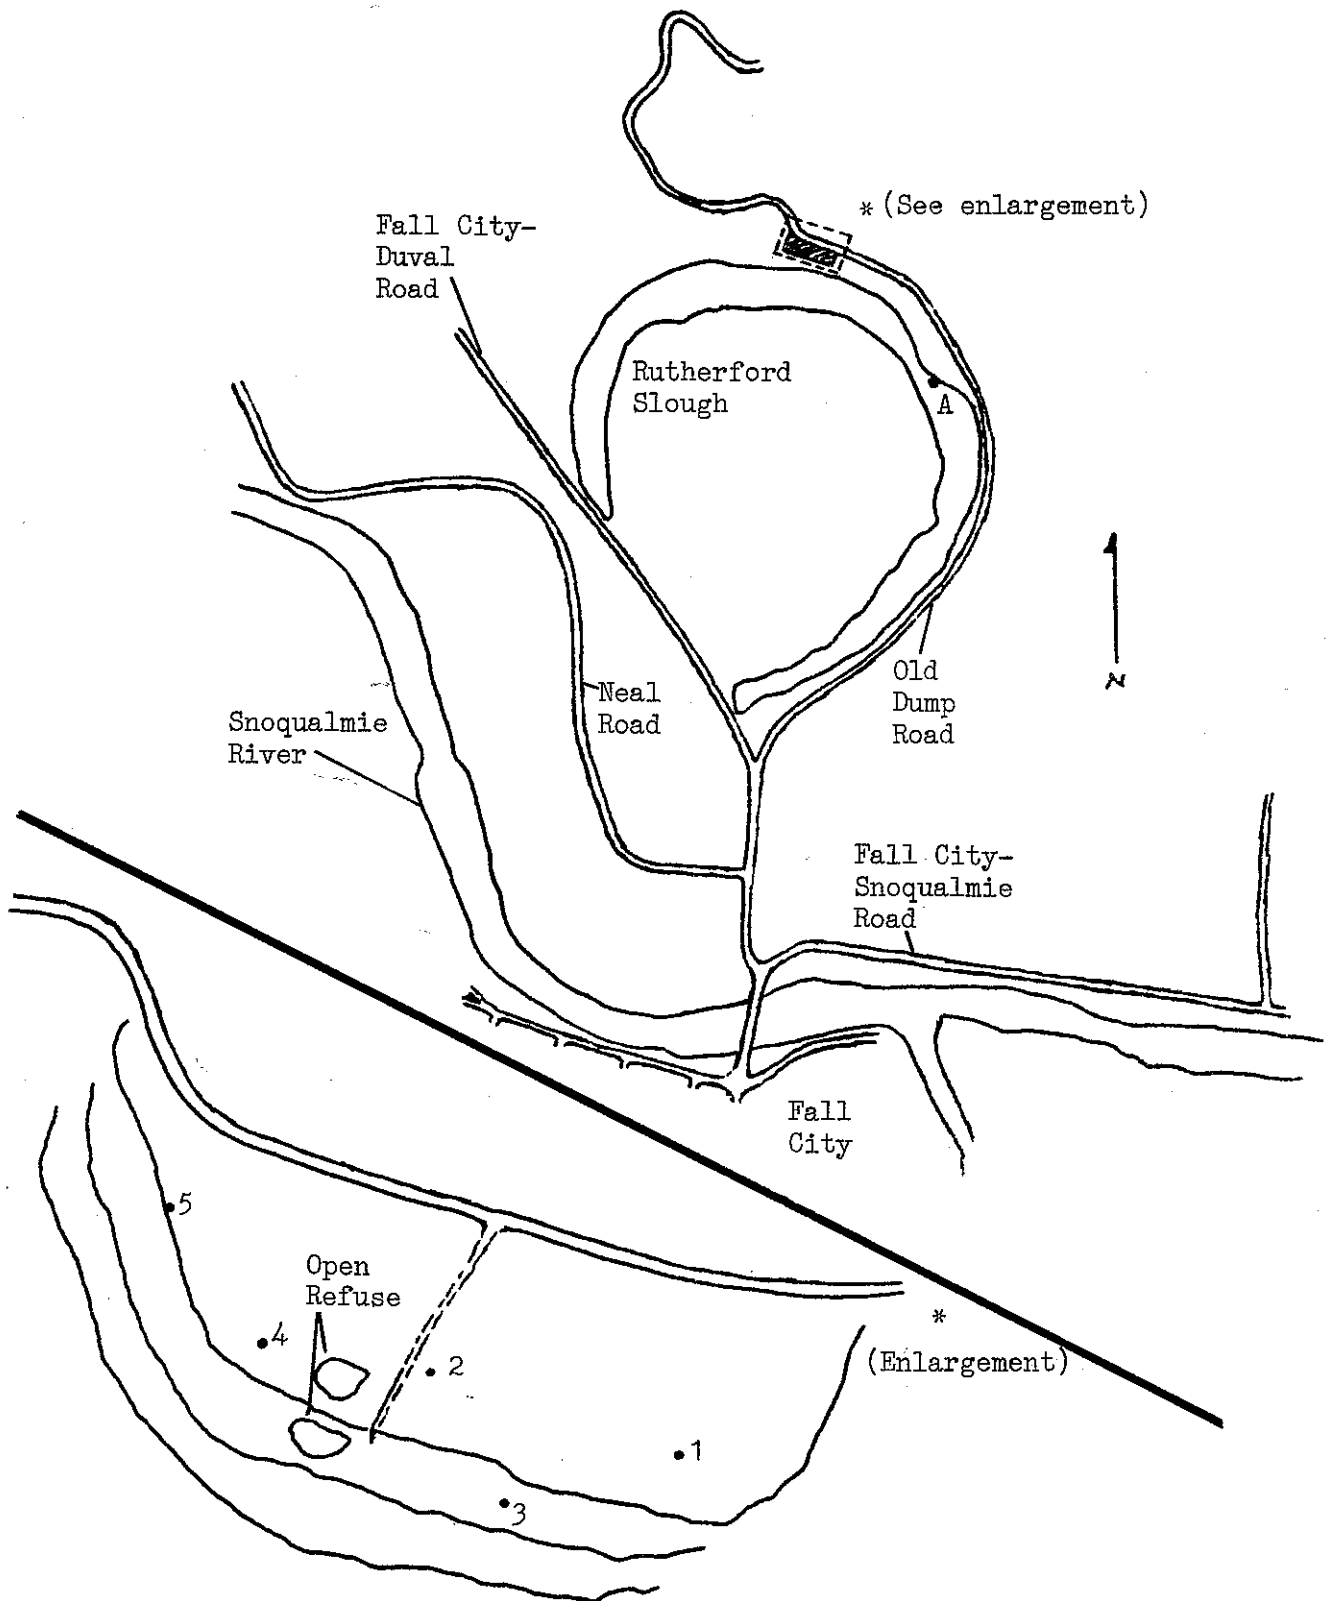 * (See enlargement)
Fall City-
Duval
Road
Rutherford
Slough
A
N
Old
Dump
Road
Neal
Road
Snoqualmie
River
Fall City-
Snoqualmie
Road
Fall
City
5
Open
Refuse
4
2
*
(Enlargement)
1
3